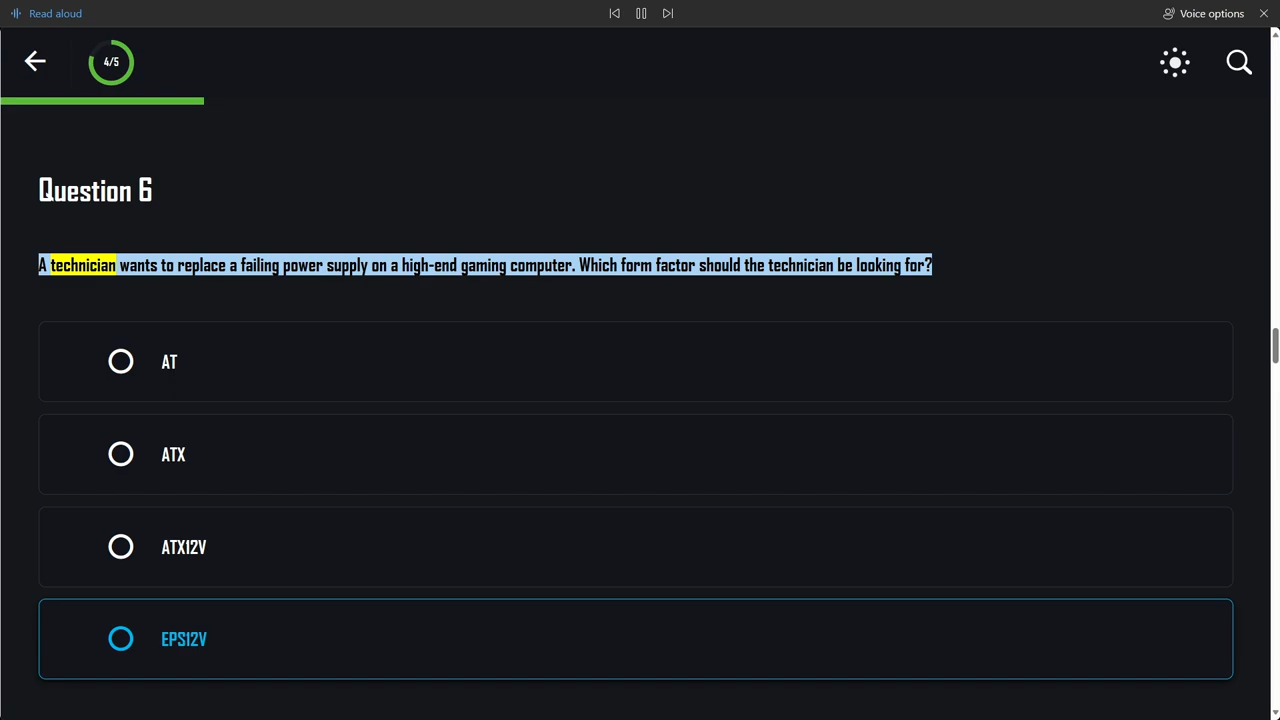 Read aloud
Voice options
4/5
Question 6
A technician wants to replace a failing power supply on a high-end gaming computer. Which form factor should the technician be looking for?
AT
ATX
ATX12V
EPS12V